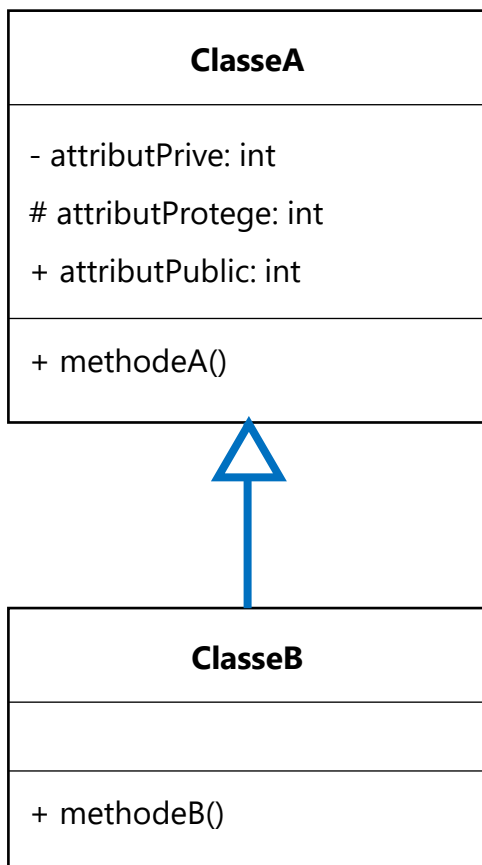 ClasseA
- attributPrive: int
# attributProtege: int
+ attributPublic: int
+ methodeA()
ClasseB
+ methodeB()